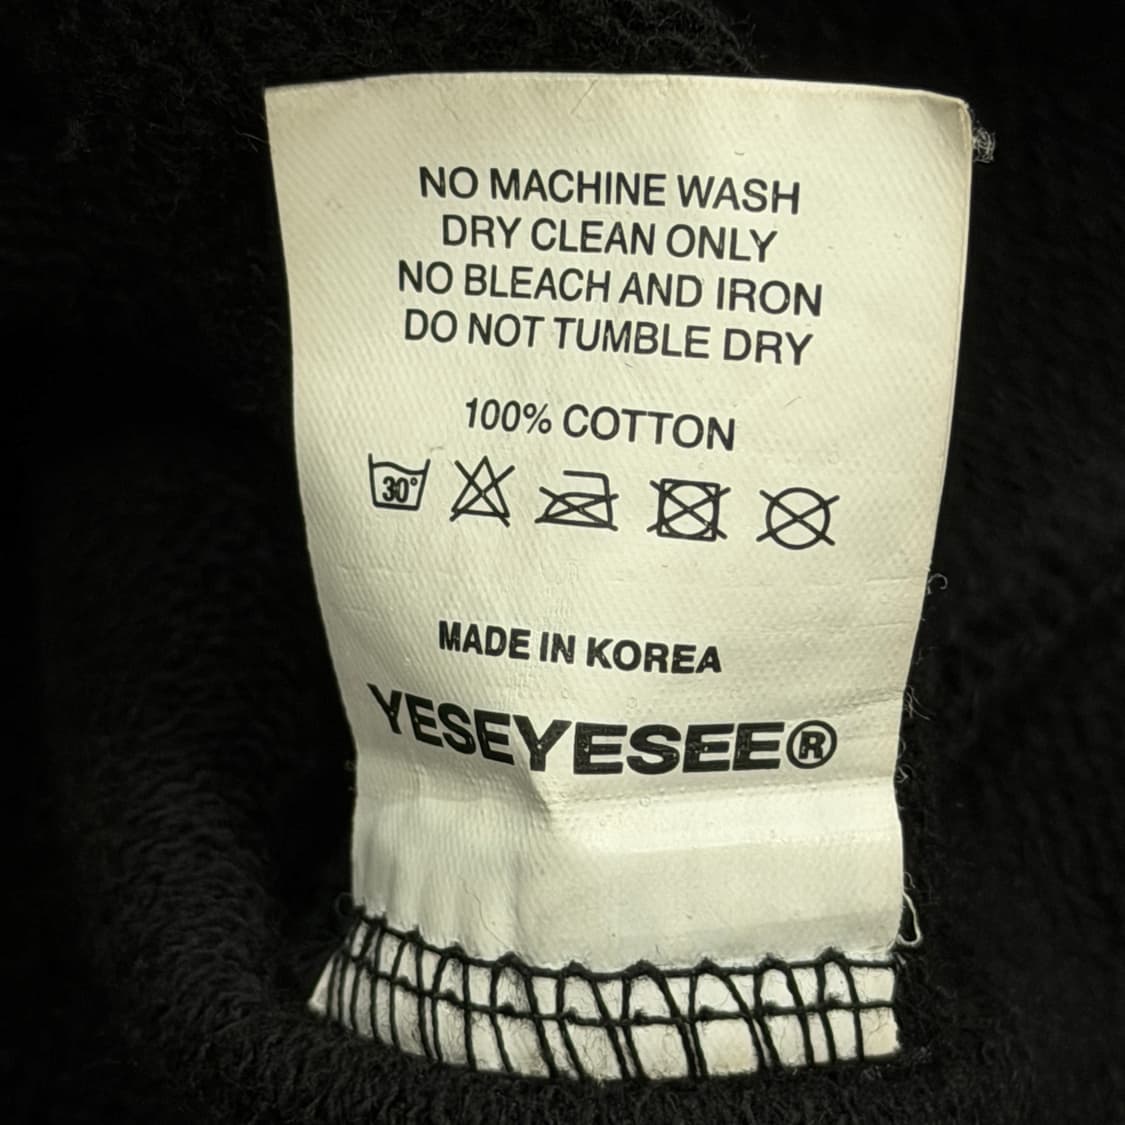 NO MACHINE WASH
DRY CLEAN ONLY
NO BLEACH AND IRON
DO NOT TUMBLE DRY
100% COTTON
30°
MADE IN KOREA
YESEYESEE®